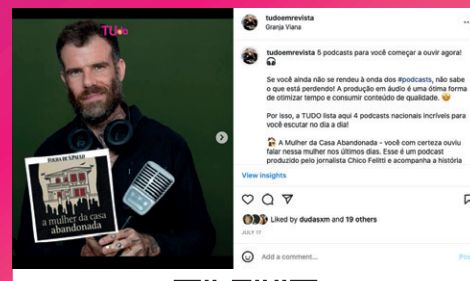 TUdo
FOLHA DE S.PAULO
a mulher da casa
abandonada
tudoemrevista
Granja Viana
tudoemrevista 5 podcasts para você começar a ouvir agora!
Se você ainda não se rendeu à onda dos #podcasts, não sabe
o que está perdendo! A produção em áudio é uma ótima forma
de otimizar tempo e consumir conteúdo de qualidade.
Por isso, a TUDO lista aqui 4 podcasts nacionais incríveis para
você escutar no dia a dia!
A Mulher da Casa Abandonada - você com certeza ouviu
falar nessa mulher nos últimos dias. Esse é um podcast
produzido pelo jornalista Chico Felitti e acompanha a história
View insights
Liked by dudasxm and 19 others
JULY 17
Add a comment...
Post